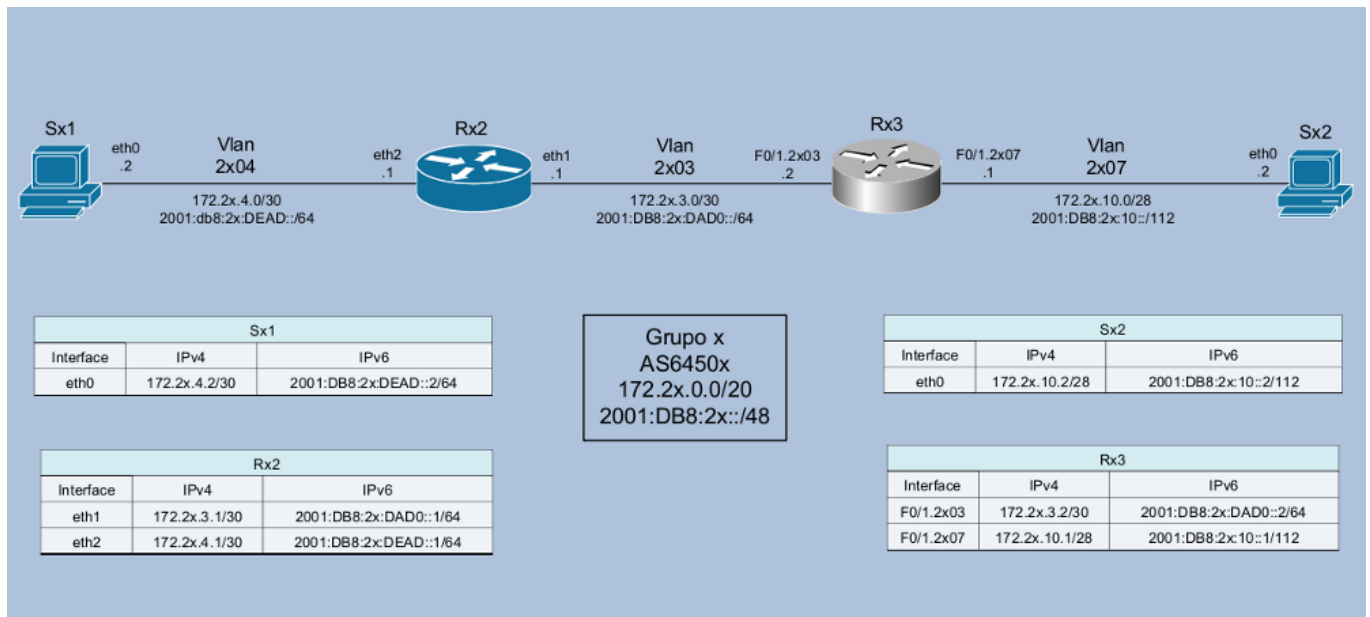 Sx1
eth0
.2
Vlan
2x04
172.2x.4.0/30
2001:db8:2x:DEAD::/64
eth2
.1
Rx2
eth1
.1
Vlan
2x03
172.2x.3.0/30
2001:DB8:2x:DAD0::/64
F0/1.2x03
.2
Rx3
F0/1.2x07
.1
Vlan
2x07
172.2x.10.0/28
2001:DB8:2x:10::/112
eth0
.2
Sx2
Sx1
Interface IPv4 IPv6
eth0 172.2x.4.2/30 2001:DB8:2x:DEAD::2/64
Rx2
Interface IPv4 IPv6
eth1 172.2x.3.1/30 2001:DB8:2x:DAD0::1/64
eth2 172.2x.4.1/30 2001:DB8:2x:DEAD::1/64
Grupo x
AS6450x
172.2x.0.0/20
2001:DB8:2x::/48
Sx2
Interface IPv4 IPv6
eth0 172.2x.10.2/28 2001:DB8:2x:10::2/112
Rx3
Interface IPv4 IPv6
F0/1.2x03 172.2x.3.2/30 2001:DB8:2x:DAD0::2/64
F0/1.2x07 172.2x.10.1/28 2001:DB8:2x:10::1/112